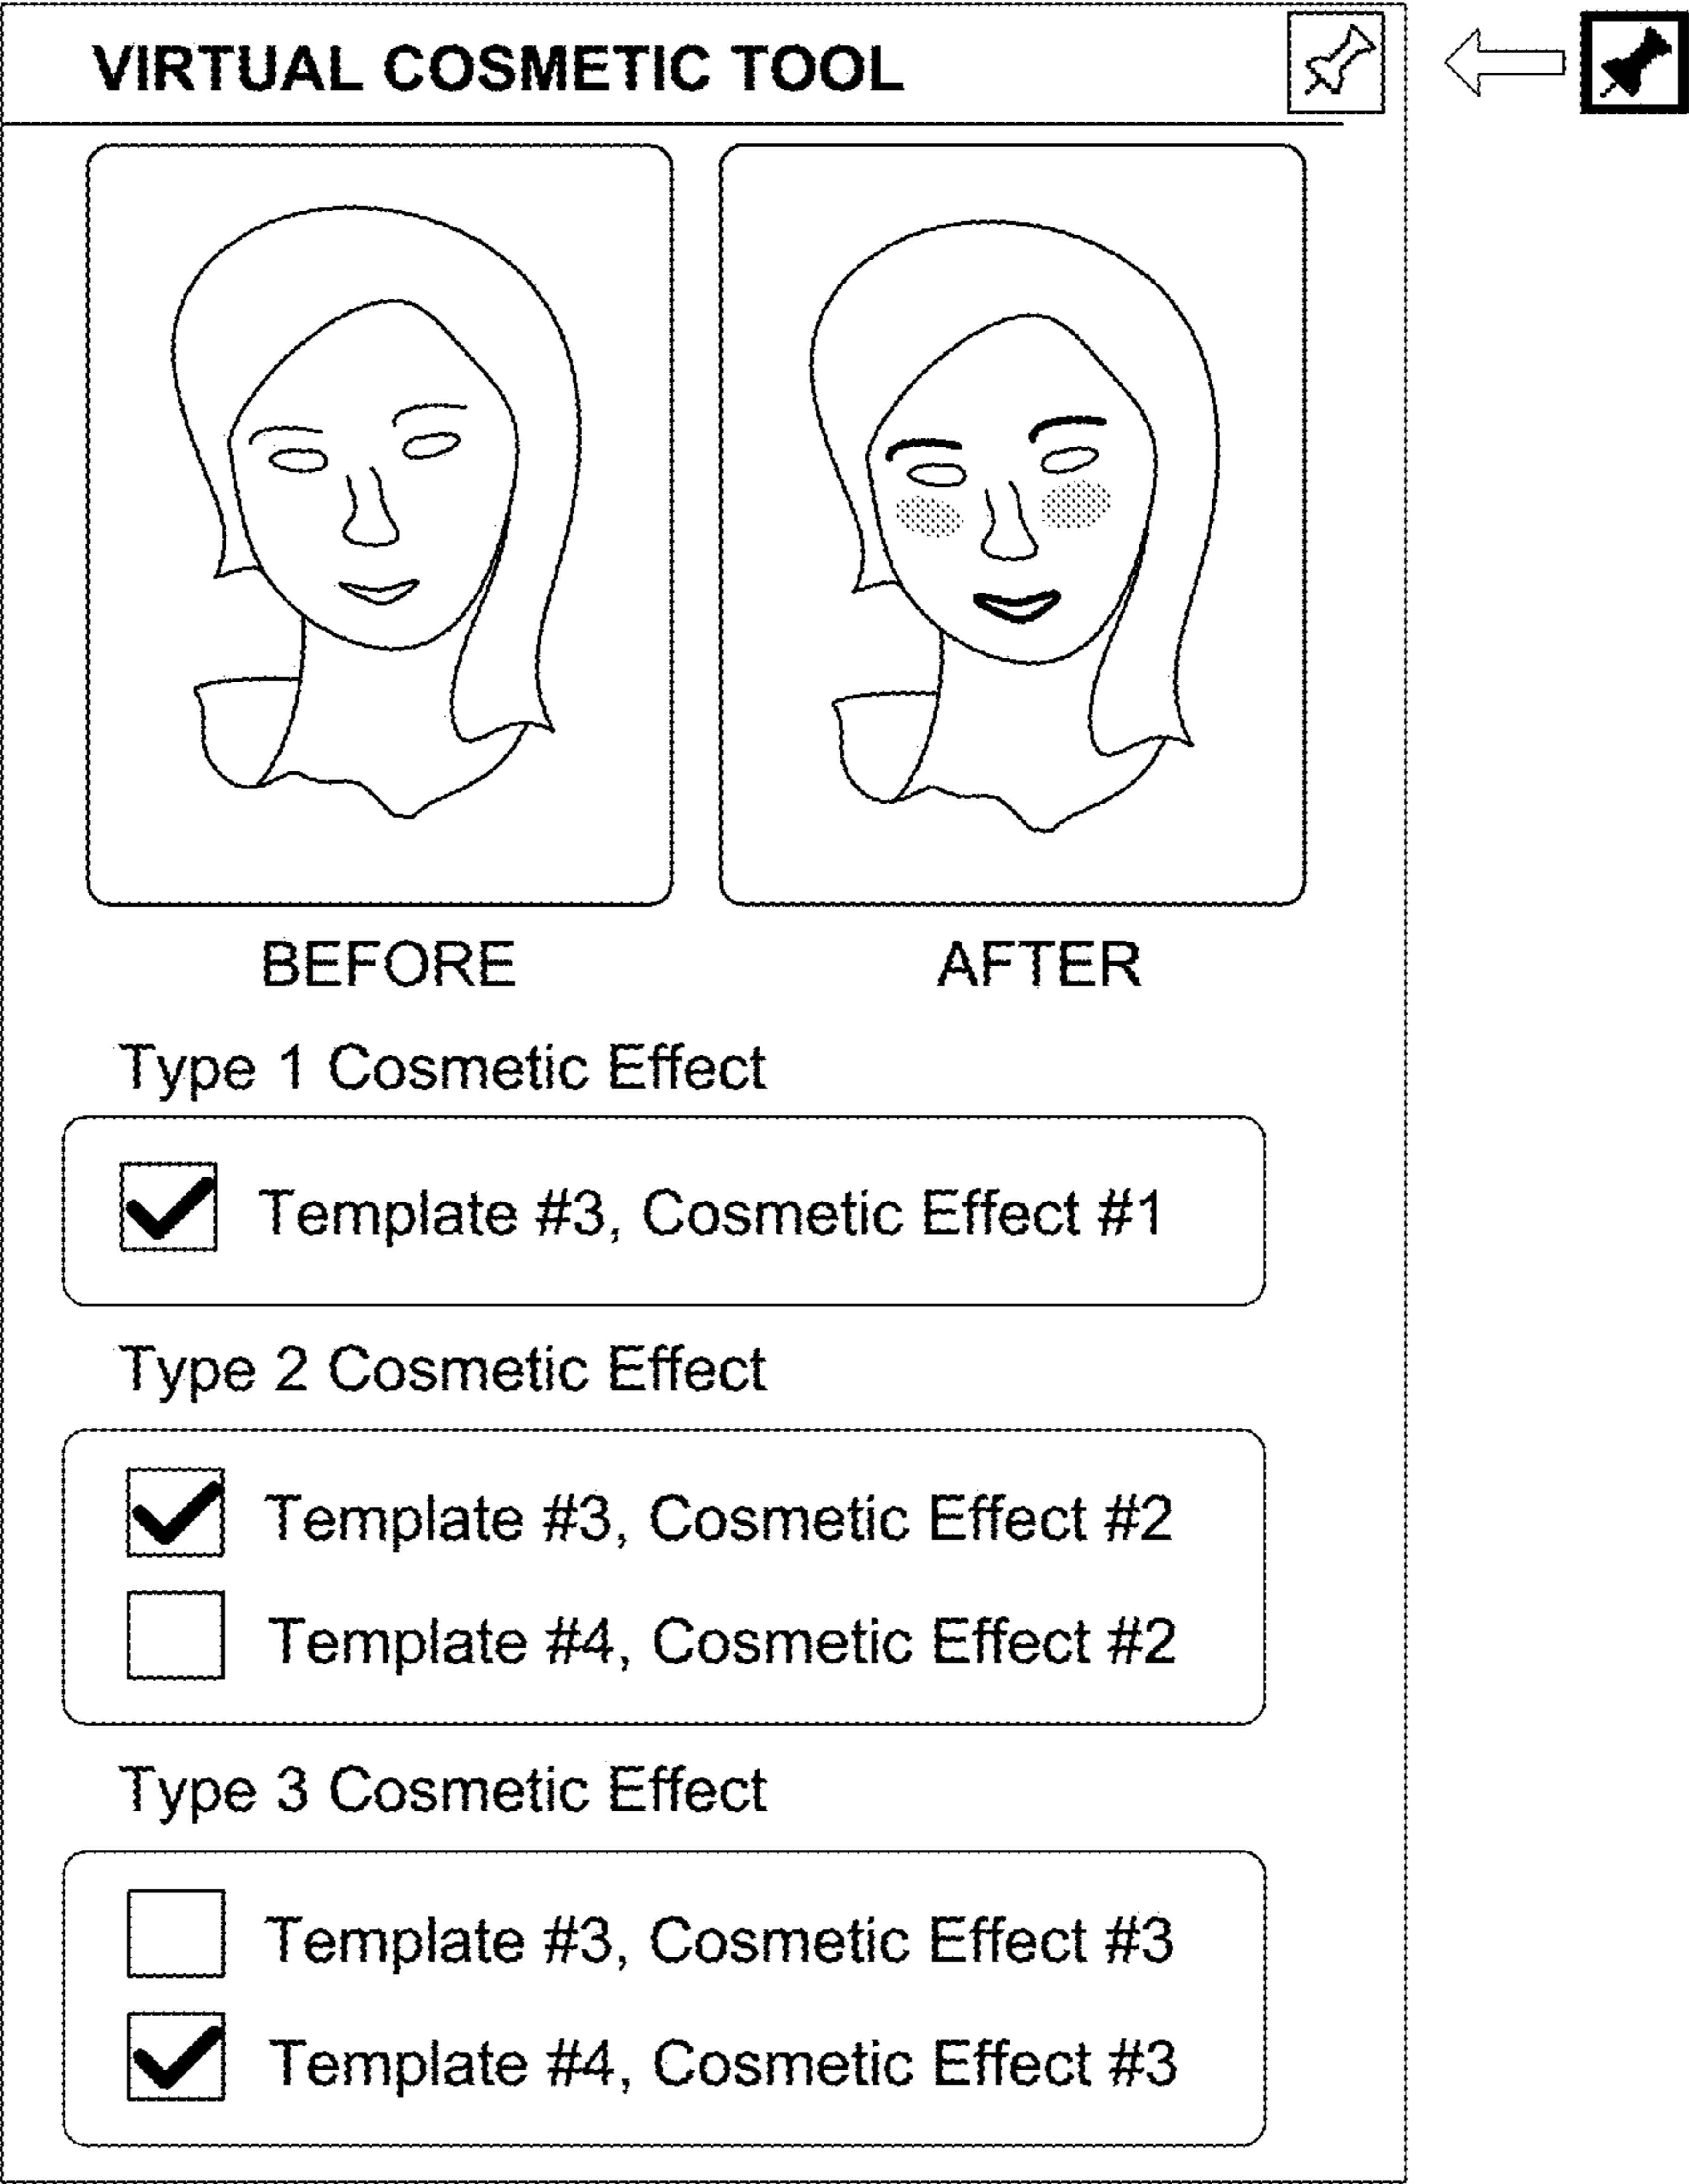 VIRTUAL COSMETIC TOOL
BEFORE
AFTER
Type 1 Cosmetic Effect
Template #3, Cosmetic Effect #1
Type 2 Cosmetic Effect
Template #3, Cosmetic Effect #2
Template #4, Cosmetic Effect #2
Type 3 Cosmetic Effect
Template #3, Cosmetic Effect #3
Template #4, Cosmetic Effect #3